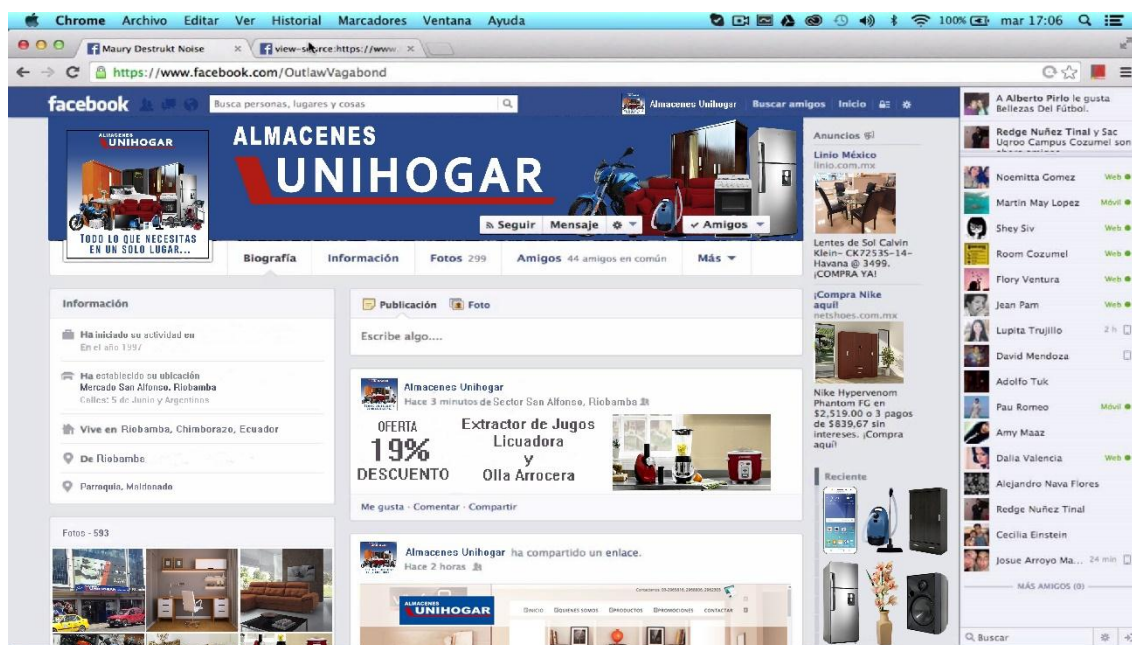 Chrome Archivo Editar Ver Historial Marcadores Ventana Ayuda
100% mar 17:06
Maury Destrukt Noise
view-source:https://www.
https://www.facebook.com/OutlawVagabond
facebook
Busca personas, lugares y cosas
Almacenes Unihogar
Buscar amigos
Inicio
ALMACENES
UNIHOGAR
TODO LO QUE NECESITAS
EN UN SOLO LUGAR...
ALMACENES
UNIHOGAR
Seguir
Mensaje
Amigos
Biografía
Información
Fotos 299
Amigos 44 amigos en común
Más
Información
Ha iniciado su actividad en
En el año 1997
Ha establecido su ubicación
Mercado San Alfonso, Riobamba
Calles: 5 de Junio y Argentinos
Vive en Riobamba, Chimborazo, Ecuador
De Riobamba
Parroquia, Maldonado
Fotos - 593
Publicación
Foto
Escribe algo....
Almacenes Unihogar
Hace 3 minutos de Sector San Alfonso, Riobamba
OFERTA
19%
DESCUENTO
Extractor de Jugos
Licuadora
y
Olla Arrocera
Me gusta · Comentar · Compartir
Almacenes Unihogar ha compartido un enlace.
Hace 2 horas
ALMACENES
UNIHOGAR
INICIO
QUIENES SOMOS
PRODUCTOS
PROMOCIONES
CONTACTAR
Anuncios
Linio México
linio.com.mx
Lentes de Sol Calvin
Klein- CK7253S-14-
Havana @ 3499.
¡COMPRA YA!
¡Compra Nike
aquí!
netshoes.com.mx
Nike Hypervenom
Phantom FG en
$2,519.00 o 3 pagos
de $839,67 sin
intereses. ¡Compra
aquí!
Reciente
A Alberto Pirlo le gusta
Bellezas Del Fútbol.
Redge Nuñez Tinal y Sac
Uqroo Campus Cozumel son
Noemitta Gomez Web
Martin May Lopez Móvil
Shey Siv Web
Room Cozumel Web
Flory Ventura Web
Jean Pam Web
Lupita Trujillo 2 h
David Mendoza
Adolfo Tuk
Pau Romeo Móvil
Amy Maaz
Dalia Valencia Web
Alejandro Nava Flores
Redge Nuñez Tinal
Cecilia Einstein
Josue Arroyo Ma... 24 min
MÁS AMIGOS (0)
Buscar